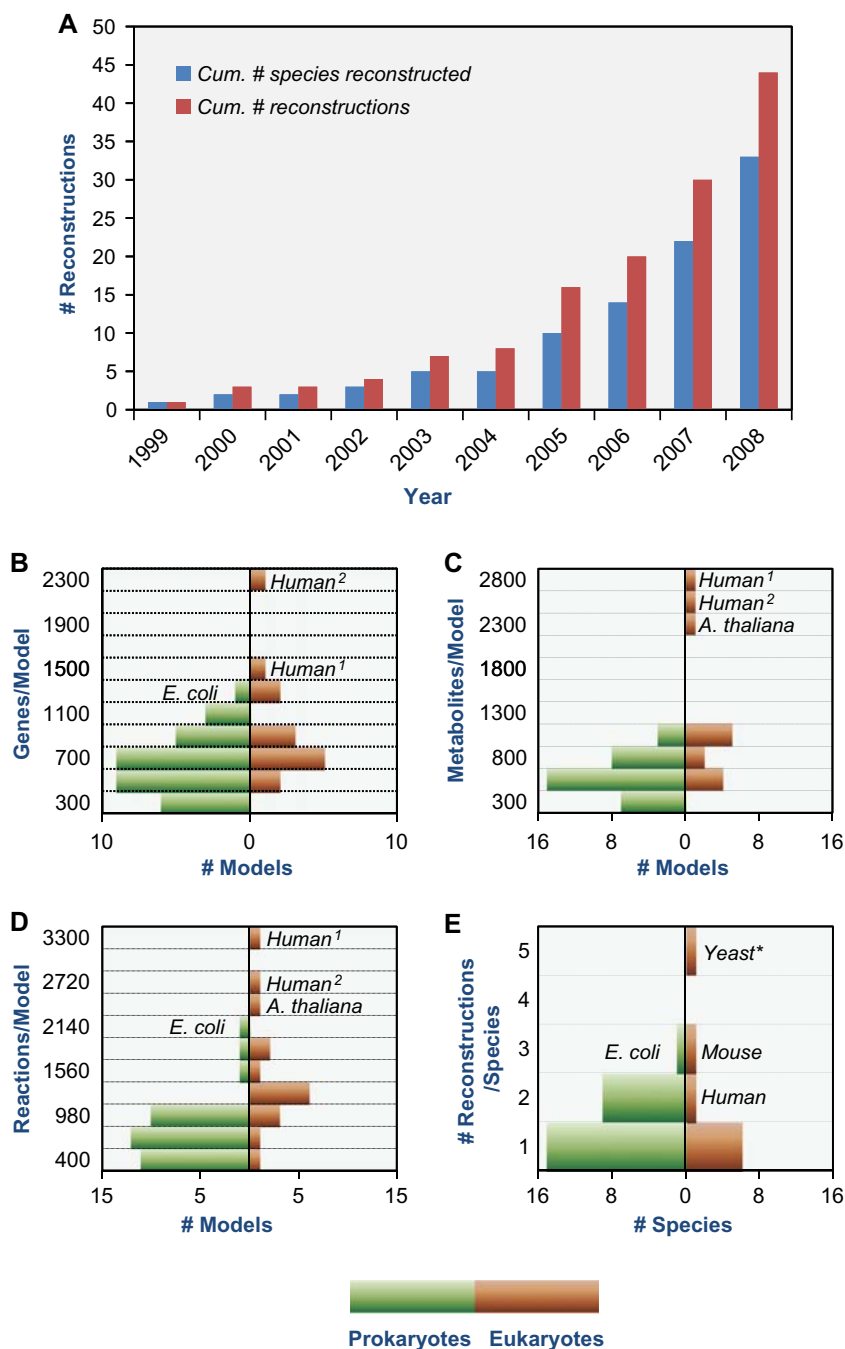 A
# Reconstructions
50
45
40
35
30
25
20
15
10
5
0
Cum. # species reconstructed
Cum. # reconstructions
1999
2000
2001
2002
2003
2004
2005
2006
2007
2008
Year
B
Genes/Model
2300
1900
1500
1100
700
300
Human²
Human¹
E. coli
10
0
10
# Models
C
Metabolites/Model
2800
2300
1800
1300
800
300
Human¹
Human²
A. thaliana
16
8
0
8
16
# Models
D
Reactions/Model
3300
2720
2140
1560
980
400
Human¹
Human²
A. thaliana
E. coli
15
5
5
15
# Models
E
# Reconstructions
/Species
5
4
3
2
1
Yeast*
E. coli
Mouse
Human
16
8
0
8
16
# Species
Prokaryotes
Eukaryotes